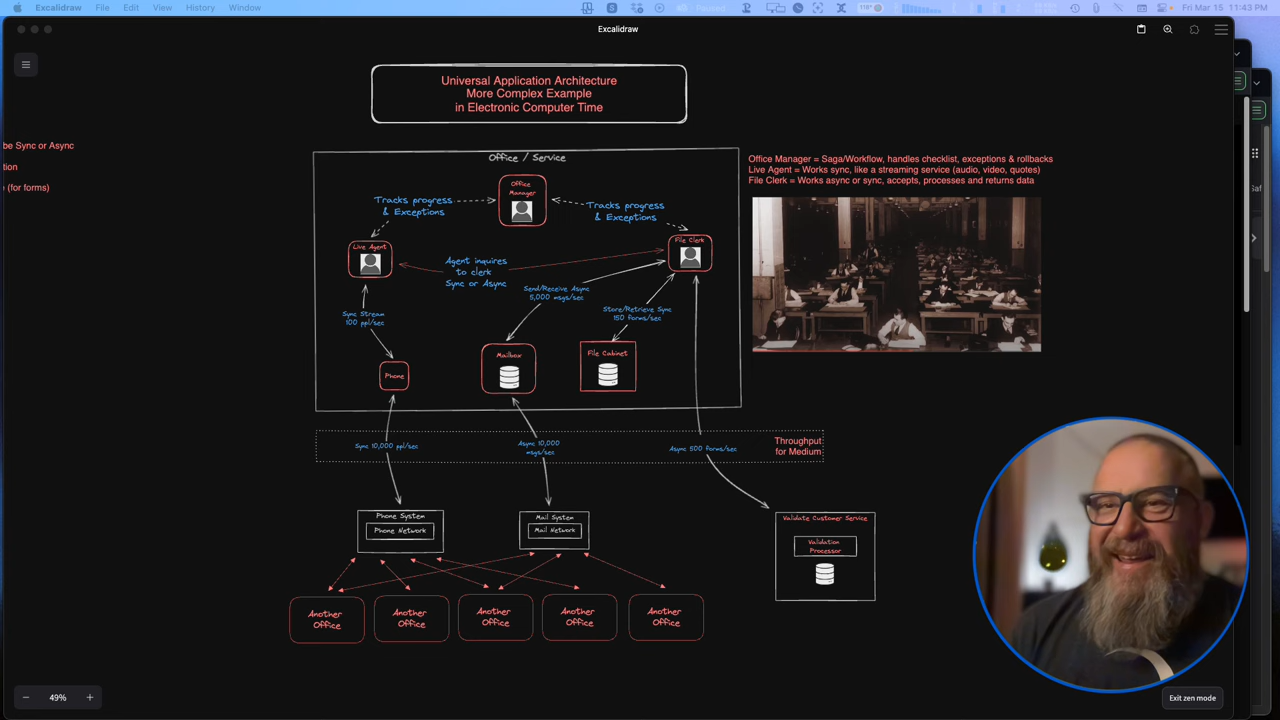 Excalidraw File Edit View History Window
Fri Mar 15 11:43 PM
Excalidraw
Universal Application Architecture
More Complex Example
in Electronic Computer Time
be Sync or Async
tion
e (for forms)
Office / Service
Office Manager = Saga/Workflow, handles checklist, exceptions & rollbacks
Live Agent = Works sync, like a streaming service (audio, video, quotes)
File Clerk = Works async or sync, accepts, processes and returns data
Office
Manager
Tracks progress
& Exceptions
Tracks progress
& Exceptions
Live Agent
File Clerk
Agent inquires
to clerk
Sync or Async
Send/Receive Async
5,000 msgs/sec
Store/Retrieve Sync
150 forms/sec
Sync Stream
100 ppl/sec
Phone
Mailbox
File Cabinet
Sync 10,000 ppl/sec
Async 10,000
msgs/sec
Async 500 forms/sec
Throughput
for Medium
Phone System
Phone Network
Mail System
Mail Network
Validate Customer Service
Validation
Processor
Another
Office
Another
Office
Another
Office
Another
Office
Another
Office
49%
Exit zen mode